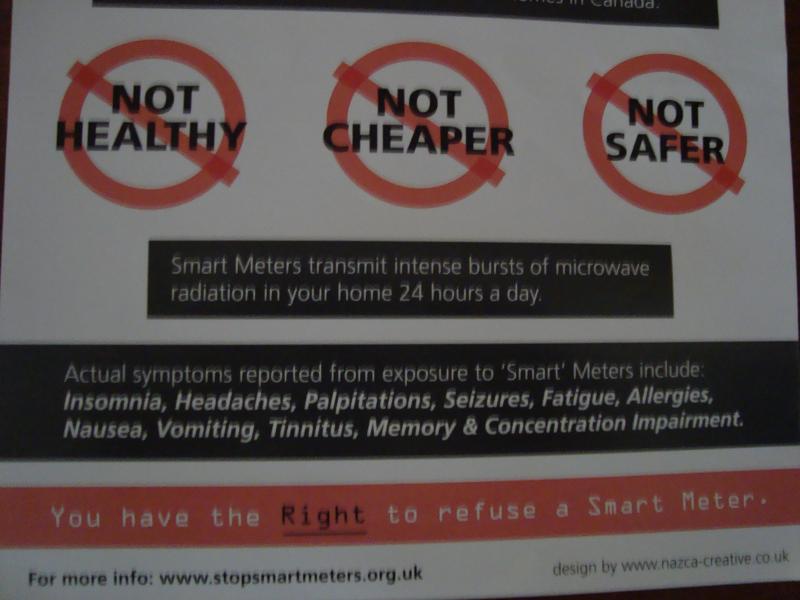 in Canada.
NOT
HEALTHY
NOT
CHEAPER
NOT
SAFER
Smart Meters transmit intense bursts of microwave
radiation in your home 24 hours a day.
Actual symptoms reported from exposure to 'Smart' Meters include:
Insomnia, Headaches, Palpitations, Seizures, Fatigue, Allergies,
Nausea, Vomiting, Tinnitus, Memory & Concentration Impairment.
You have the Right to refuse a Smart Meter.
For more info: www.stopsmartmeters.org.uk
design by www.nazca-creative.co.uk